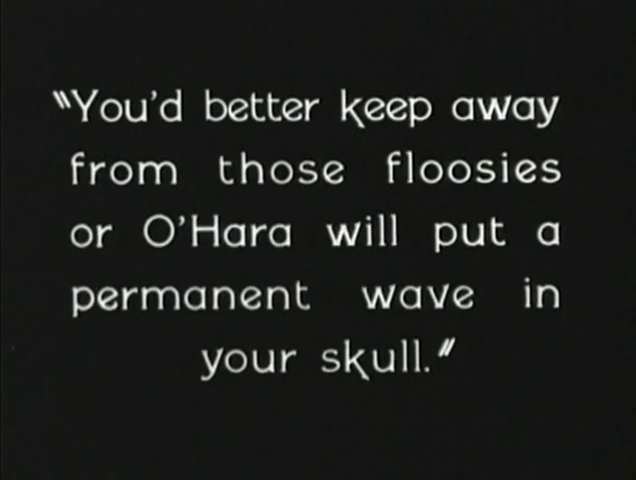 "You'd better keep away
from those floosies
or O'Hara will put a
permanent wave in
your skull."